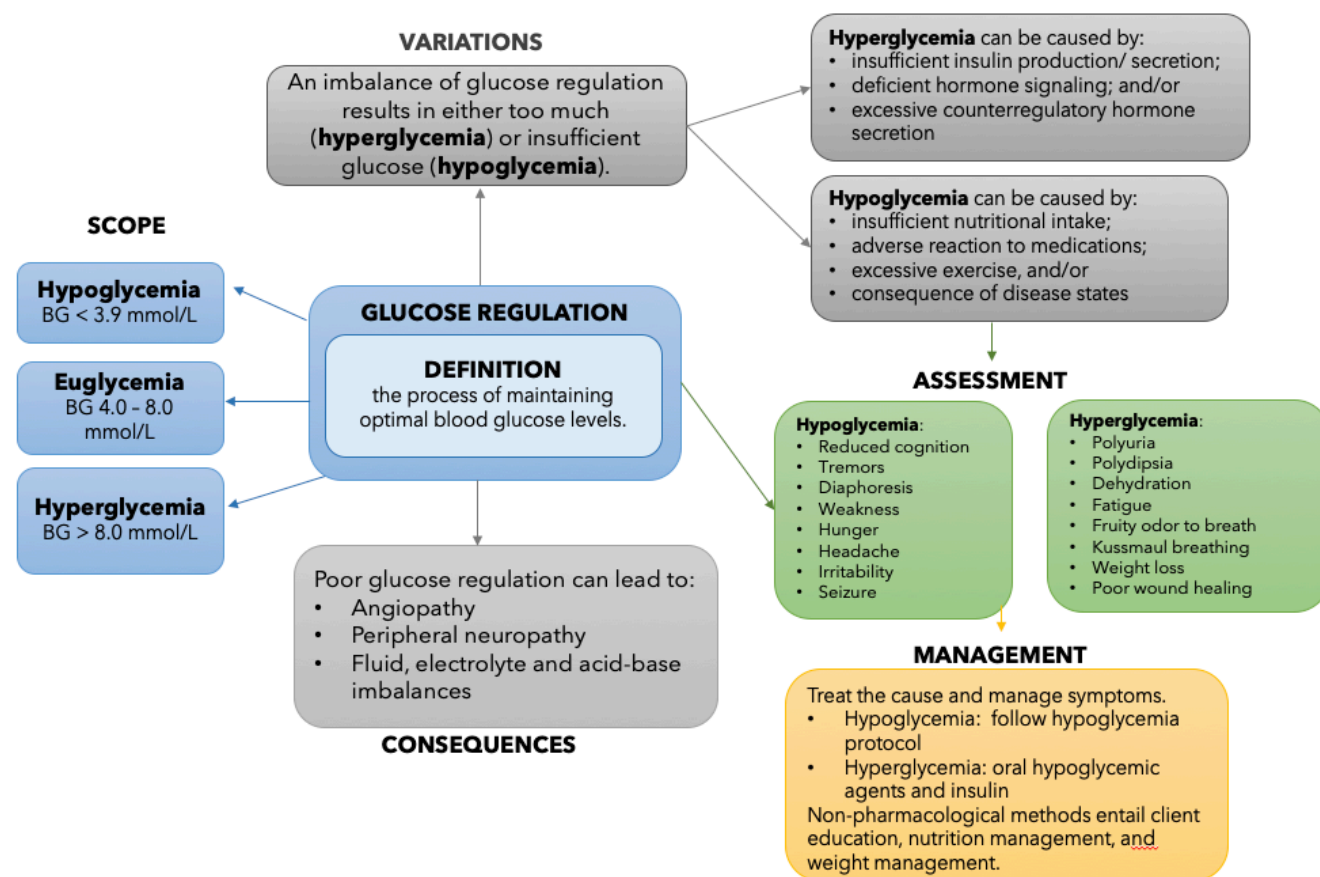 VARIATIONS
An imbalance of glucose regulation
results in either too much
(hyperglycemia) or insufficient
glucose (hypoglycemia).
Hyperglycemia can be caused by:
• insufficient insulin production/ secretion;
• deficient hormone signaling; and/or
• excessive counterregulatory hormone
secretion
Hypoglycemia can be caused by:
• insufficient nutritional intake;
• adverse reaction to medications;
• excessive exercise, and/or
• consequence of disease states
SCOPE
Hypoglycemia
BG < 3.9 mmol/L
Euglycemia
BG 4.0 – 8.0
mmol/L
Hyperglycemia
BG > 8.0 mmol/L
GLUCOSE REGULATION
DEFINITION
the process of maintaining
optimal blood glucose levels.
ASSESSMENT
Hypoglycemia:
• Reduced cognition
• Tremors
• Diaphoresis
• Weakness
• Hunger
• Headache
• Irritability
• Seizure
Hyperglycemia:
• Polyuria
• Polydipsia
• Dehydration
• Fatigue
• Fruity odor to breath
• Kussmaul breathing
• Weight loss
• Poor wound healing
Poor glucose regulation can lead to:
• Angiopathy
• Peripheral neuropathy
• Fluid, electrolyte and acid-base
imbalances
CONSEQUENCES
MANAGEMENT
Treat the cause and manage symptoms.
• Hypoglycemia: follow hypoglycemia
protocol
• Hyperglycemia: oral hypoglycemic
agents and insulin
Non-pharmacological methods entail client
education, nutrition management, and
weight management.